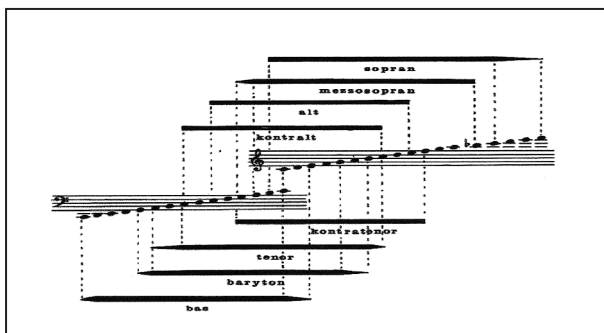 sopran
mezzosopran
alt
kontralt
kontratenor
tenor
baryton
bas